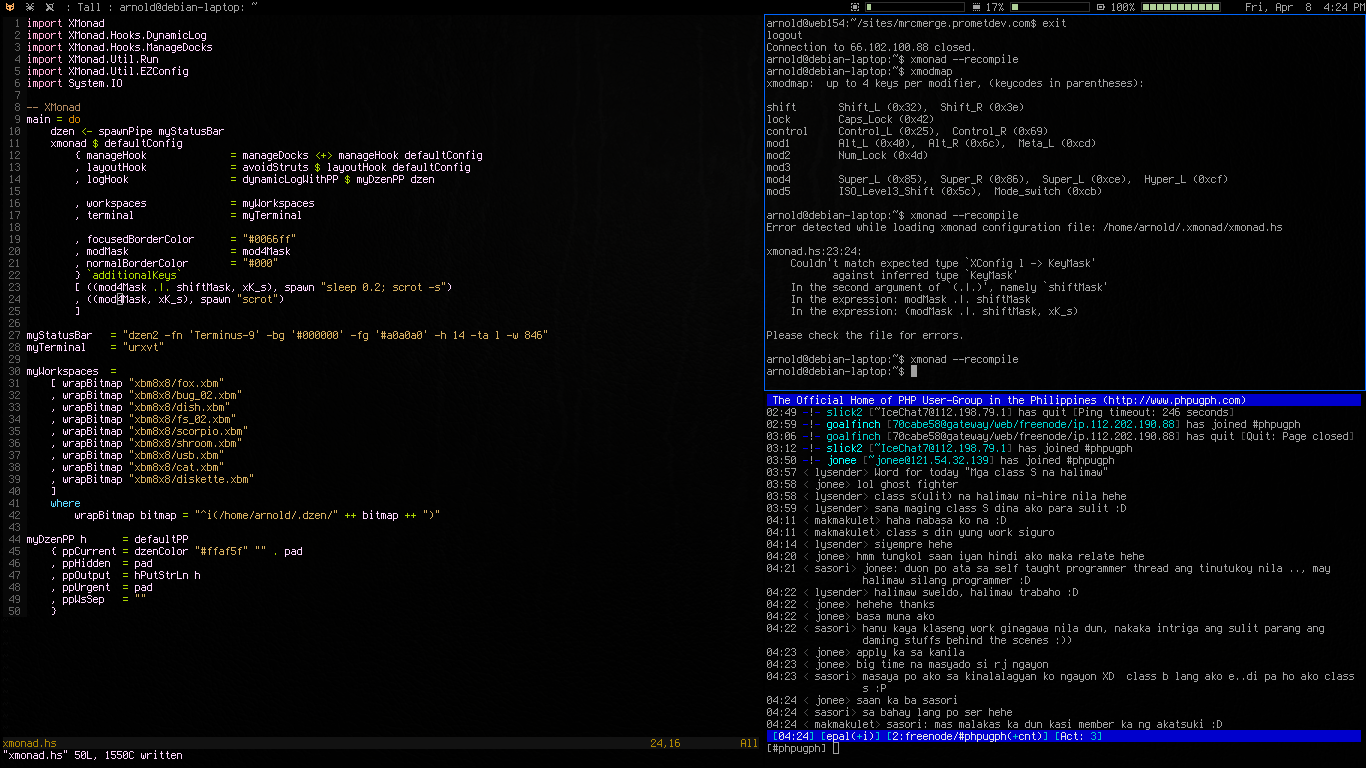 : Tall : arnold@debian-laptop: ~ 17% 100% Fri, Apr 8 4:24 PM
1 import XMonad
2 import XMonad.Hooks.DynamicLog
3 import XMonad.Hooks.ManageDocks
4 import XMonad.Util.Run
5 import XMonad.Util.EZConfig
6 import System.IO
7
8 -- XMonad
9 main = do
10 dzen <- spawnPipe myStatusBar
11 xmonad $ defaultConfig
12 { manageHook = manageDocks <+> manageHook defaultConfig
13 , layoutHook = avoidStruts $ layoutHook defaultConfig
14 , logHook = dynamicLogWithPP $ myDzenPP dzen
15
16 , workspaces = myWorkspaces
17 , terminal = myTerminal
18
19 , focusedBorderColor = "#0066ff"
20 , modMask = mod4Mask
21 , normalBorderColor = "#000"
22 } `additionalKeys`
23 [ ((mod4Mask .|. shiftMask, xK_s), spawn "sleep 0.2; scrot -s")
24 , ((mod4Mask, xK_s), spawn "scrot")
25 ]
26
27 myStatusBar = "dzen2 -fn 'Terminus-9' -bg '#000000' -fg '#a0a0a0' -h 14 -ta l -w 846"
28 myTerminal = "urxvt"
29
30 myWorkspaces =
31 [ wrapBitmap "xbm8x8/fox.xbm"
32 , wrapBitmap "xbm8x8/bug_02.xbm"
33 , wrapBitmap "xbm8x8/dish.xbm"
34 , wrapBitmap "xbm8x8/fs_02.xbm"
35 , wrapBitmap "xbm8x8/scorpio.xbm"
36 , wrapBitmap "xbm8x8/shroom.xbm"
37 , wrapBitmap "xbm8x8/usb.xbm"
38 , wrapBitmap "xbm8x8/cat.xbm"
39 , wrapBitmap "xbm8x8/diskette.xbm"
40 ]
41 where
42 wrapBitmap bitmap = "^i(/home/arnold/.dzen/" ++ bitmap ++ ")"
43
44 myDzenPP h = defaultPP
45 { ppCurrent = dzenColor "#ffaf5f" "" . pad
46 , ppHidden = pad
47 , ppOutput = hPutStrLn h
48 , ppUrgent = pad
49 , ppWsSep = ""
50 }
xmonad.hs 24,16 All
"xmonad.hs" 50L, 1550C written
arnold@web154:~/sites/mrcmerge.prometdev.com$ exit
logout
Connection to 66.102.100.88 closed.
arnold@debian-laptop:~$ xmonad --recompile
arnold@debian-laptop:~$ xmodmap
xmodmap: up to 4 keys per modifier, (keycodes in parentheses):
shift Shift_L (0x32), Shift_R (0x3e)
lock Caps_Lock (0x42)
control Control_L (0x25), Control_R (0x69)
mod1 Alt_L (0x40), Alt_R (0x6c), Meta_L (0xcd)
mod2 Num_Lock (0x4d)
mod3
mod4 Super_L (0x85), Super_R (0x86), Super_L (0xce), Hyper_L (0xcf)
mod5 ISO_Level3_Shift (0x5c), Mode_switch (0xcb)
arnold@debian-laptop:~$ xmonad --recompile
Error detected while loading xmonad configuration file: /home/arnold/.xmonad/xmonad.hs
xmonad.hs:23:24:
Couldn't match expected type `XConfig l -> KeyMask'
against inferred type `KeyMask'
In the second argument of `(.|.)', namely `shiftMask'
In the expression: modMask .|. shiftMask
In the expression: (modMask .|. shiftMask, xK_s)
Please check the file for errors.
arnold@debian-laptop:~$ xmonad --recompile
arnold@debian-laptop:~$
The Official Home of PHP User-Group in the Philippines (http://www.phpugph.com)
02:49 -!- slick2 [~IceChat7@112.198.79.1] has quit [Ping timeout: 246 seconds]
02:59 -!- goalfinch [70cabe58@gateway/web/freenode/ip.112.202.190.88] has joined #phpugph
03:06 -!- goalfinch [70cabe58@gateway/web/freenode/ip.112.202.190.88] has quit [Quit: Page closed]
03:12 -!- slick2 [~IceChat7@112.198.79.1] has joined #phpugph
03:50 -!- jonee [~jonee@121.54.32.139] has joined #phpugph
03:57 < lysender> Word for today "Mga class S na halimaw"
03:58 < jonee> lol ghost fighter
03:58 < lysender> class s(ulit) na halimaw ni-hire nila hehe
03:59 < lysender> sana maging class S dina ako para sulit :D
04:11 < makmakulet> haha nabasa ko na :D
04:11 < makmakulet> class s din yung work siguro
04:14 < lysender> siyempre hehe
04:20 < jonee> hmm tungkol saan iyan hindi ako maka relate hehe
04:21 < sasori> jonee: duon po ata sa self taught programmer thread ang tinutukoy nila .., may
halimaw silang programmer :D
04:22 < lysender> halimaw sweldo, halimaw trabaho :D
04:22 < jonee> hehehe thanks
04:22 < jonee> basa muna ako
04:22 < sasori> hanu kaya klaseng work ginagawa nila dun, nakaka intriga ang sulit parang ang
daming stuffs behind the scenes :))
04:23 < jonee> apply ka sa kanila
04:23 < jonee> big time na masyado si rj ngayon
04:23 < sasori> masaya po ako sa kinalalagyan ko ngayon XD class b lang ako e..di pa ho ako class
s :P
04:24 < jonee> saan ka ba sasori
04:24 < sasori> sa bahay lang po ser hehe
04:24 < makmakulet> sasori: mas malakas ka dun kasi member ka ng akatsuki :D
[04:24] [epal(+i)] [2:freenode/#phpugph(+cnt)] [Act: 3]
[#phpugph]